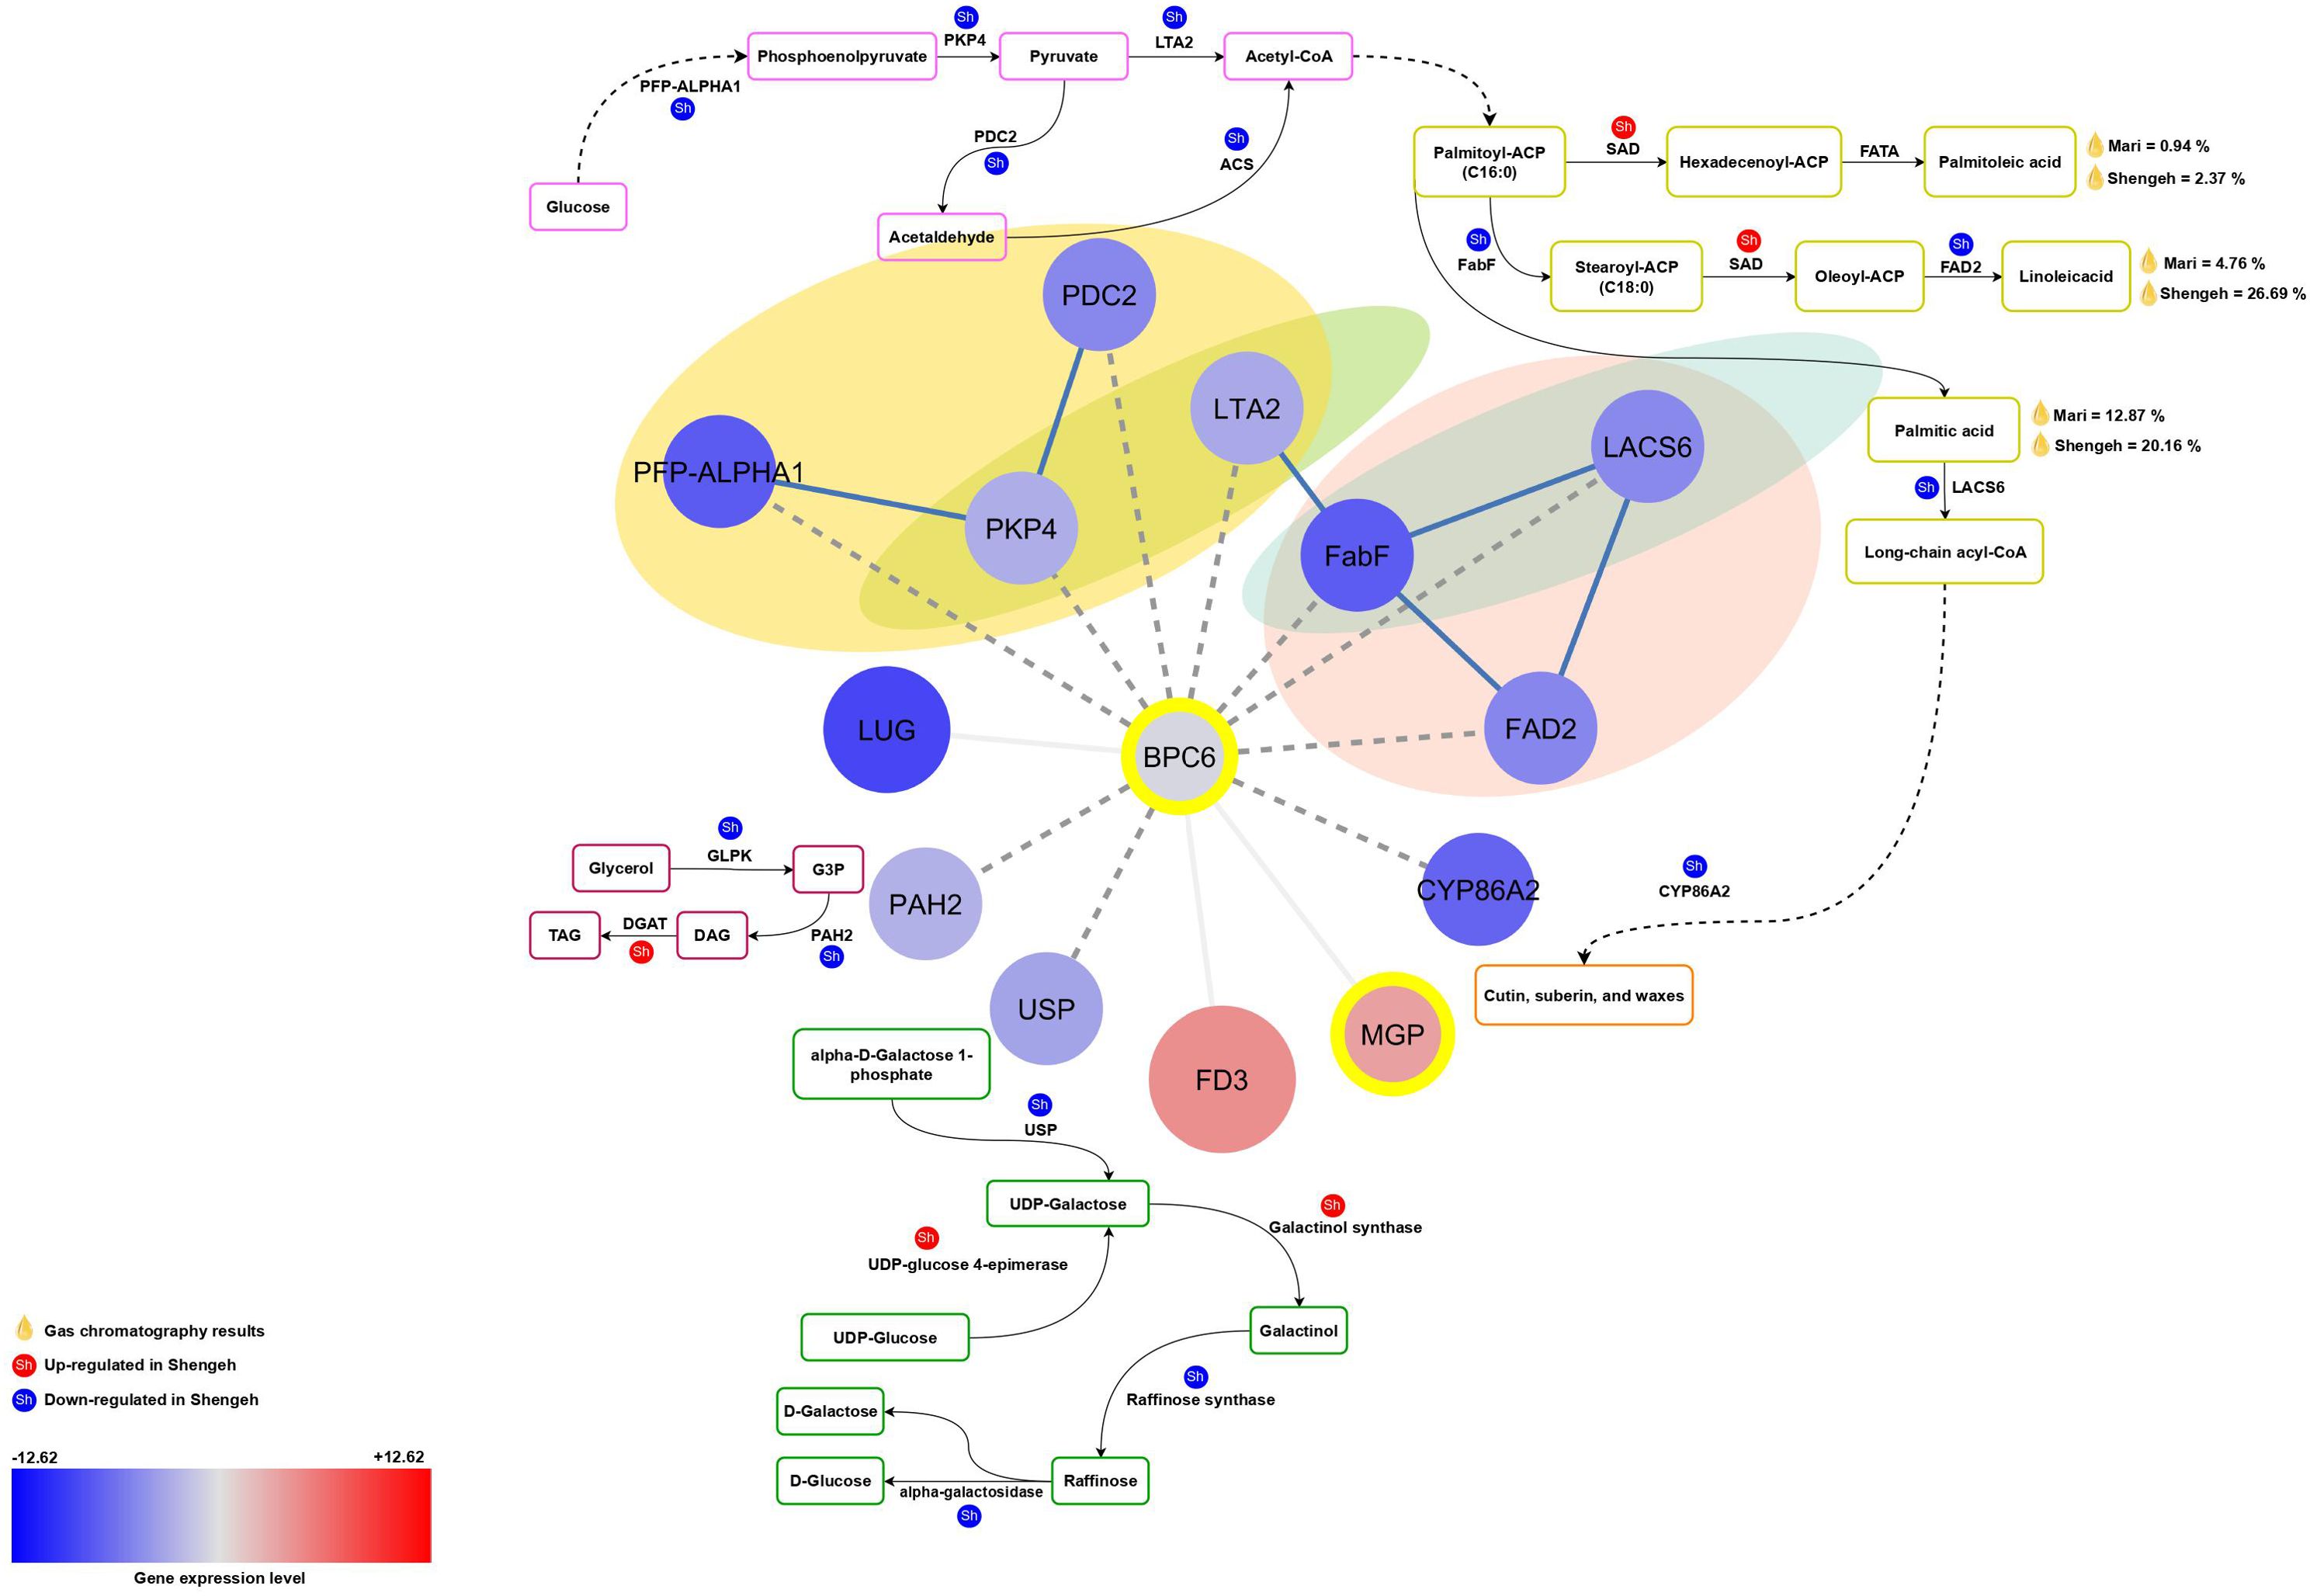 Sh
PKP4
Sh
LTA2
Phosphoenolpyruvate
Pyruvate
Acetyl-CoA
PFP-ALPHA1
Sh
PDC2
Sh
Sh
ACS
Glucose
Acetaldehyde
Palmitoyl-ACP
(C16:0)
Sh
SAD
Hexadecenoyl-ACP
FATA
Palmitoleic acid
Mari = 0.94 %
Shengeh = 2.37 %
Sh
FabF
Stearoyl-ACP
(C18:0)
Sh
SAD
Oleoyl-ACP
Sh
FAD2
Linoleicacid
Mari = 4.76 %
Shengeh = 26.69 %
Palmitic acid
Mari = 12.87 %
Shengeh = 20.16 %
Sh
LACS6
Long-chain acyl-CoA
PDC2
LTA2
LACS6
PFP-ALPHA1
PKP4
FabF
LUG
BPC6
FAD2
PAH2
CYP86A2
USP
FD3
MGP
Sh
CYP86A2
Cutin, suberin, and waxes
Sh
GLPK
Glycerol
G3P
TAG
DGAT
Sh
DAG
PAH2
Sh
alpha-D-Galactose 1-
phosphate
Sh
USP
UDP-Galactose
Sh
Galactinol synthase
Sh
UDP-glucose 4-epimerase
UDP-Glucose
Galactinol
Sh
Raffinose synthase
D-Galactose
D-Glucose
alpha-galactosidase
Sh
Raffinose
Gas chromatography results
Sh Up-regulated in Shengeh
Sh Down-regulated in Shengeh
-12.62 +12.62
Gene expression level